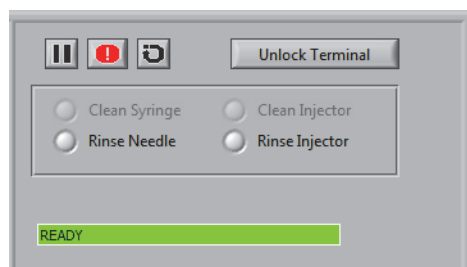 Unlock Terminal
Clean Syringe Clean Injector
Rinse Needle Rinse Injector
READY